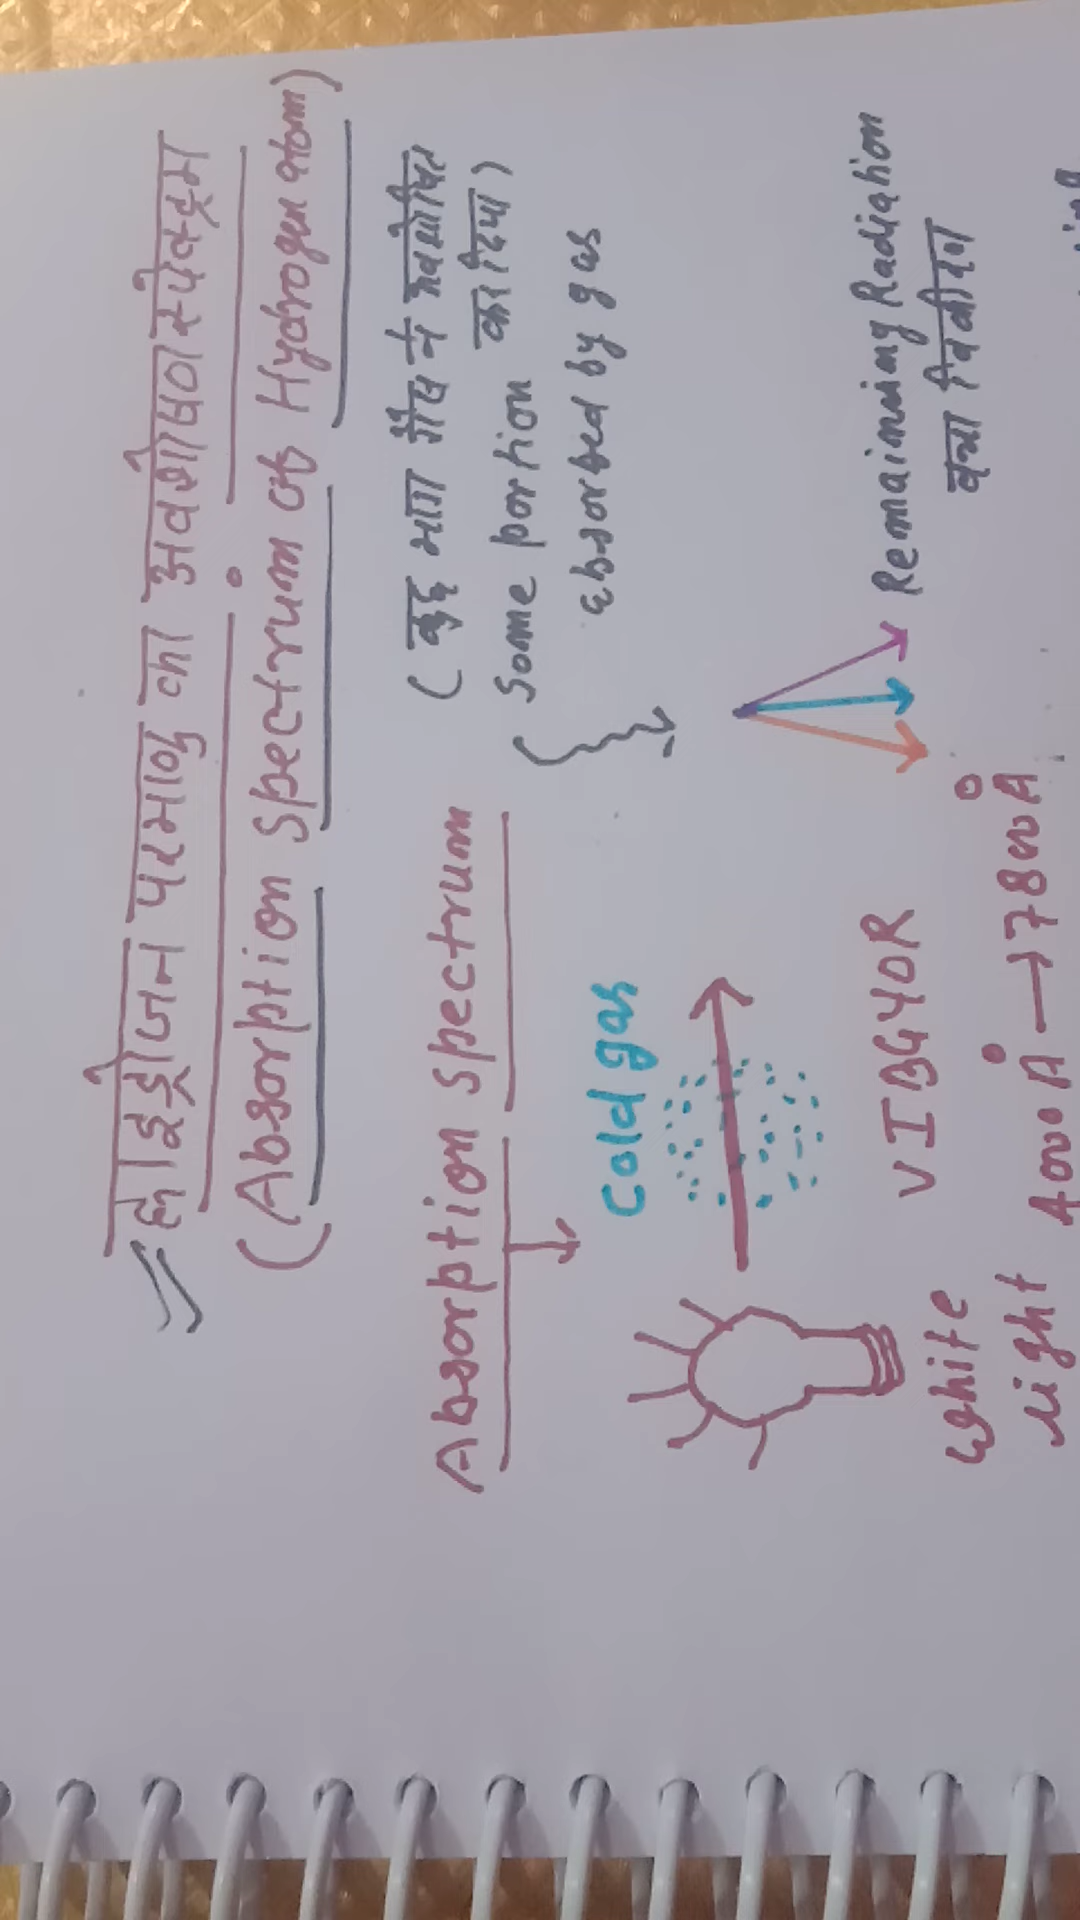 हाइड्रोजन परमाणु का अवशोषण स्पेक्ट्रम
(Absorption Spectrum of Hydrogen atom)
Absorption Spectrum
(कुछ भाग गैस ने अवशोषित
कर दिया)
Some portion
absorbed by gas
Cold gas
VIBGYOR
White
light
4000 Å → 7800 Å
Remaining Radiation
बचा विकीरण